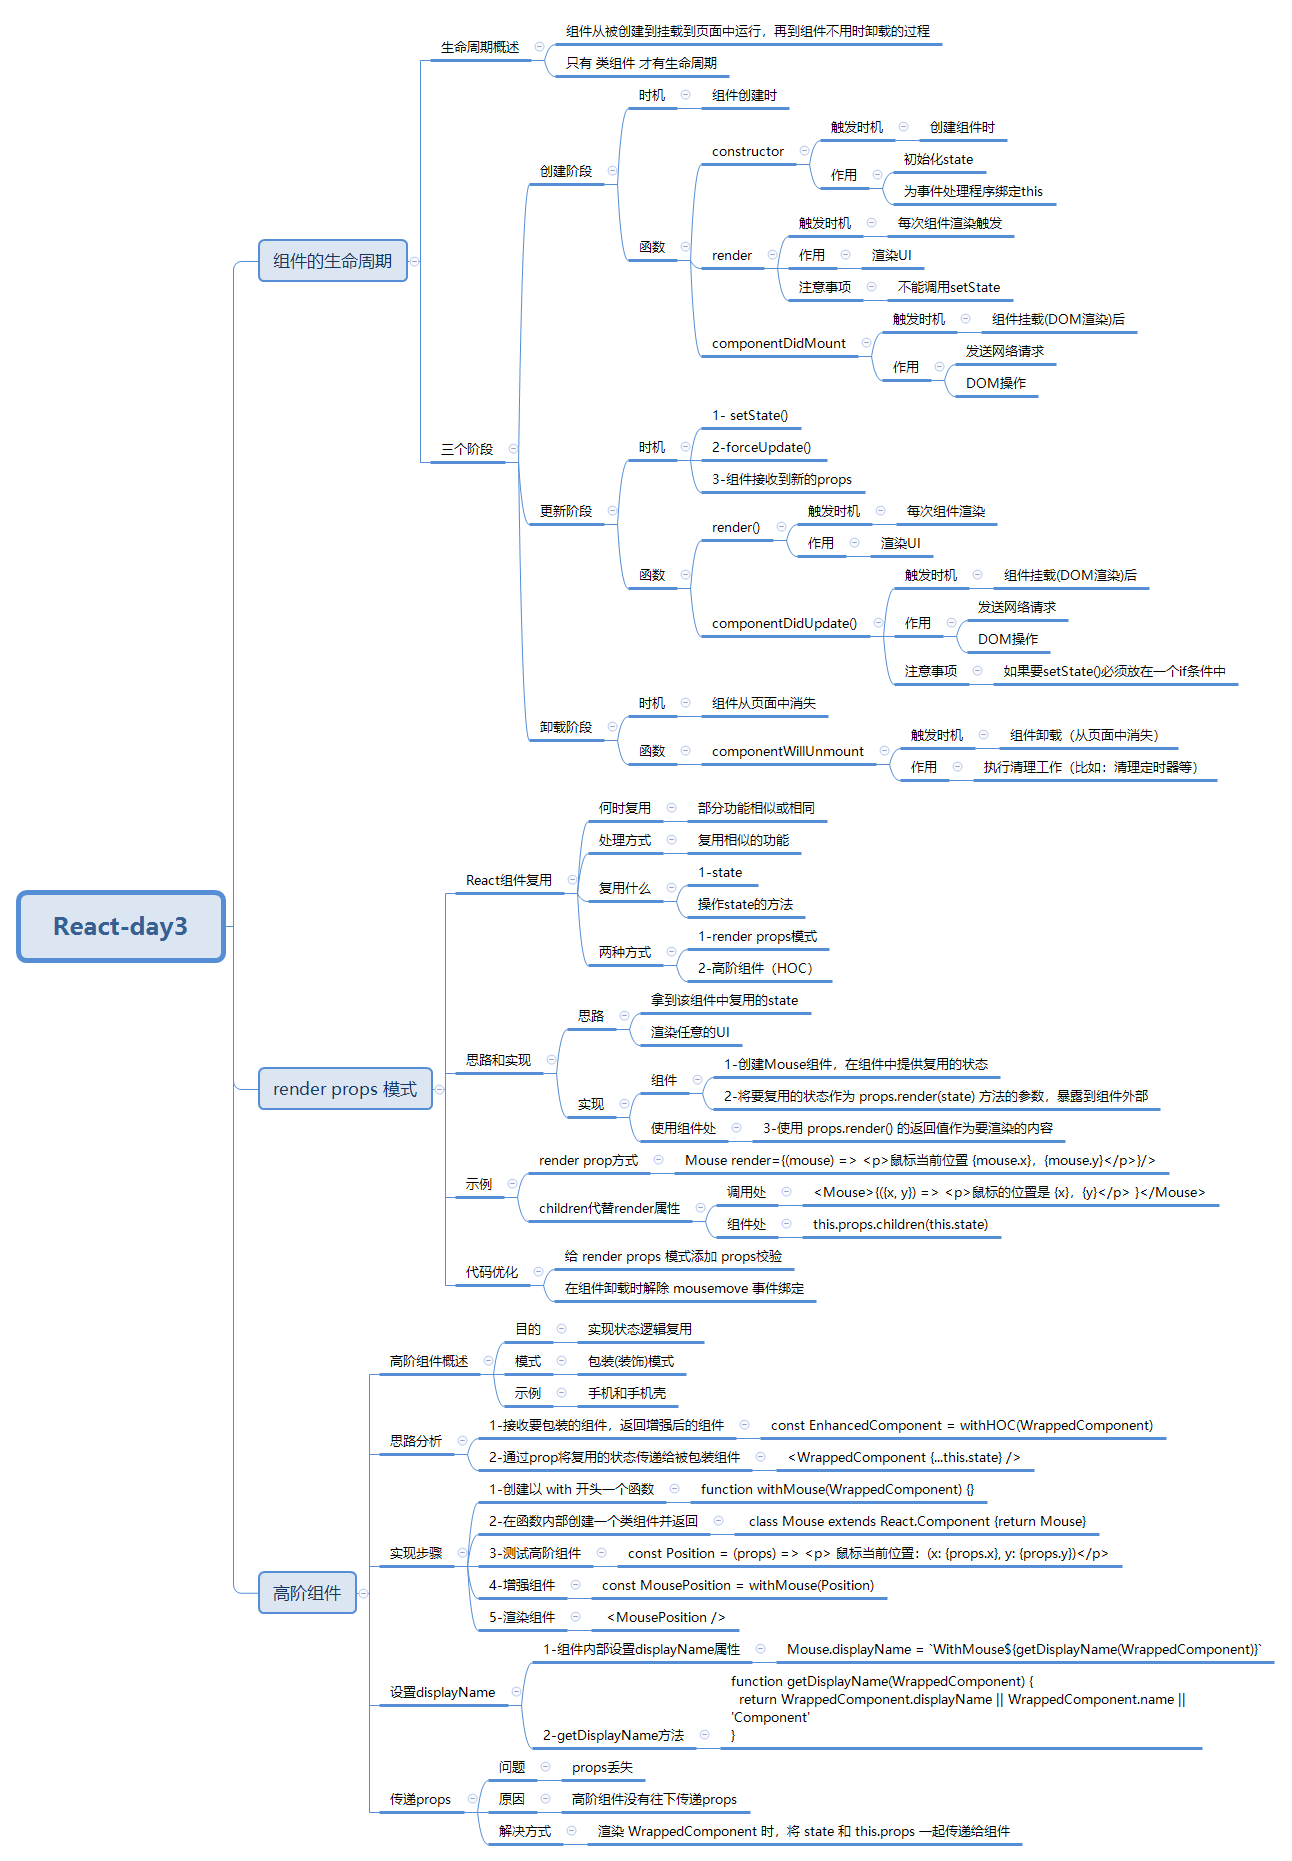 React-day3
组件的生命周期
生命周期概述
组件从被创建到挂载到页面中运行，再到组件不用时卸载的过程
只有 类组件 才有生命周期
三个阶段
创建阶段
时机
组件创建时
函数
constructor
触发时机
创建组件时
作用
初始化state
为事件处理程序绑定this
render
触发时机
每次组件渲染触发
作用
渲染UI
注意事项
不能调用setState
componentDidMount
触发时机
组件挂载(DOM渲染)后
作用
发送网络请求
DOM操作
更新阶段
时机
1- setState()
2-forceUpdate()
3-组件接收到新的props
函数
render()
触发时机
每次组件渲染
作用
渲染UI
componentDidUpdate()
触发时机
组件挂载(DOM渲染)后
作用
发送网络请求
DOM操作
注意事项
如果要setState()必须放在一个if条件中
卸载阶段
时机
组件从页面中消失
函数
componentWillUnmount
触发时机
组件卸载（从页面中消失）
作用
执行清理工作（比如：清理定时器等）
render props 模式
React组件复用
何时复用
部分功能相似或相同
处理方式
复用相似的功能
复用什么
1-state
操作state的方法
两种方式
1-render props模式
2-高阶组件（HOC）
思路和实现
思路
拿到该组件中复用的state
渲染任意的UI
实现
组件
1-创建Mouse组件，在组件中提供复用的状态
2-将要复用的状态作为 props.render(state) 方法的参数，暴露到组件外部
使用组件处
3-使用 props.render() 的返回值作为要渲染的内容
示例
render prop方式
Mouse render={(mouse) => <p>鼠标当前位置 {mouse.x}，{mouse.y}</p>}/>
children代替render属性
调用处
<Mouse>{({x, y}) => <p>鼠标的位置是 {x}，{y}</p> }</Mouse>
组件处
this.props.children(this.state)
代码优化
给 render props 模式添加 props校验
在组件卸载时解除 mousemove 事件绑定
高阶组件
高阶组件概述
目的
实现状态逻辑复用
模式
包装(装饰)模式
示例
手机和手机壳
思路分析
1-接收要包装的组件，返回增强后的组件
const EnhancedComponent = withHOC(WrappedComponent)
2-通过prop将复用的状态传递给被包装组件
<WrappedComponent {...this.state} />
实现步骤
1-创建以 with 开头一个函数
function withMouse(WrappedComponent) {}
2-在函数内部创建一个类组件并返回
class Mouse extends React.Component {return Mouse}
3-测试高阶组件
const Position = (props) => <p> 鼠标当前位置：(x: {props.x}, y: {props.y})</p>
4-增强组件
const MousePosition = withMouse(Position)
5-渲染组件
<MousePosition />
设置displayName
1-组件内部设置displayName属性
Mouse.displayName = `WithMouse${getDisplayName(WrappedComponent)}`
2-getDisplayName方法
function getDisplayName(WrappedComponent) {
return WrappedComponent.displayName || WrappedComponent.name ||
'Component'
}
传递props
问题
props丢失
原因
高阶组件没有往下传递props
解决方式
渲染 WrappedComponent 时，将 state 和 this.props 一起传递给组件